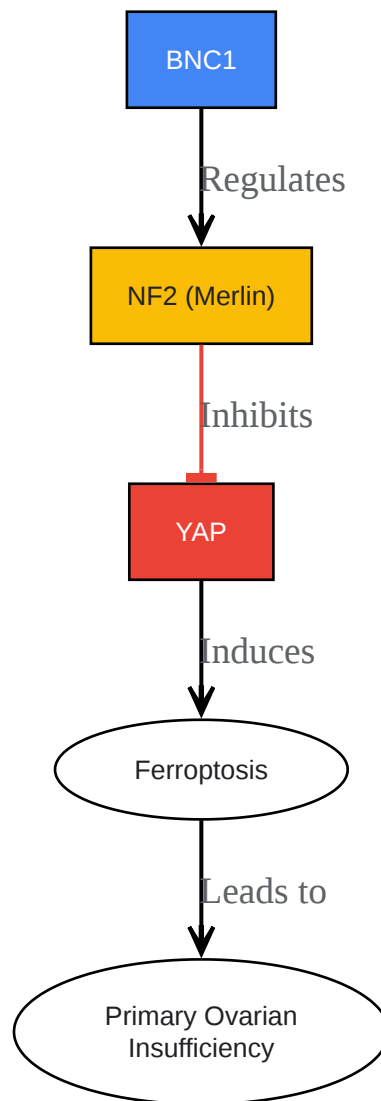 BNC1
Regulates
NF2 (Merlin)
Inhibits
YAP
Induces
Ferroptosis
Leads to
Primary Ovarian
Insufficiency